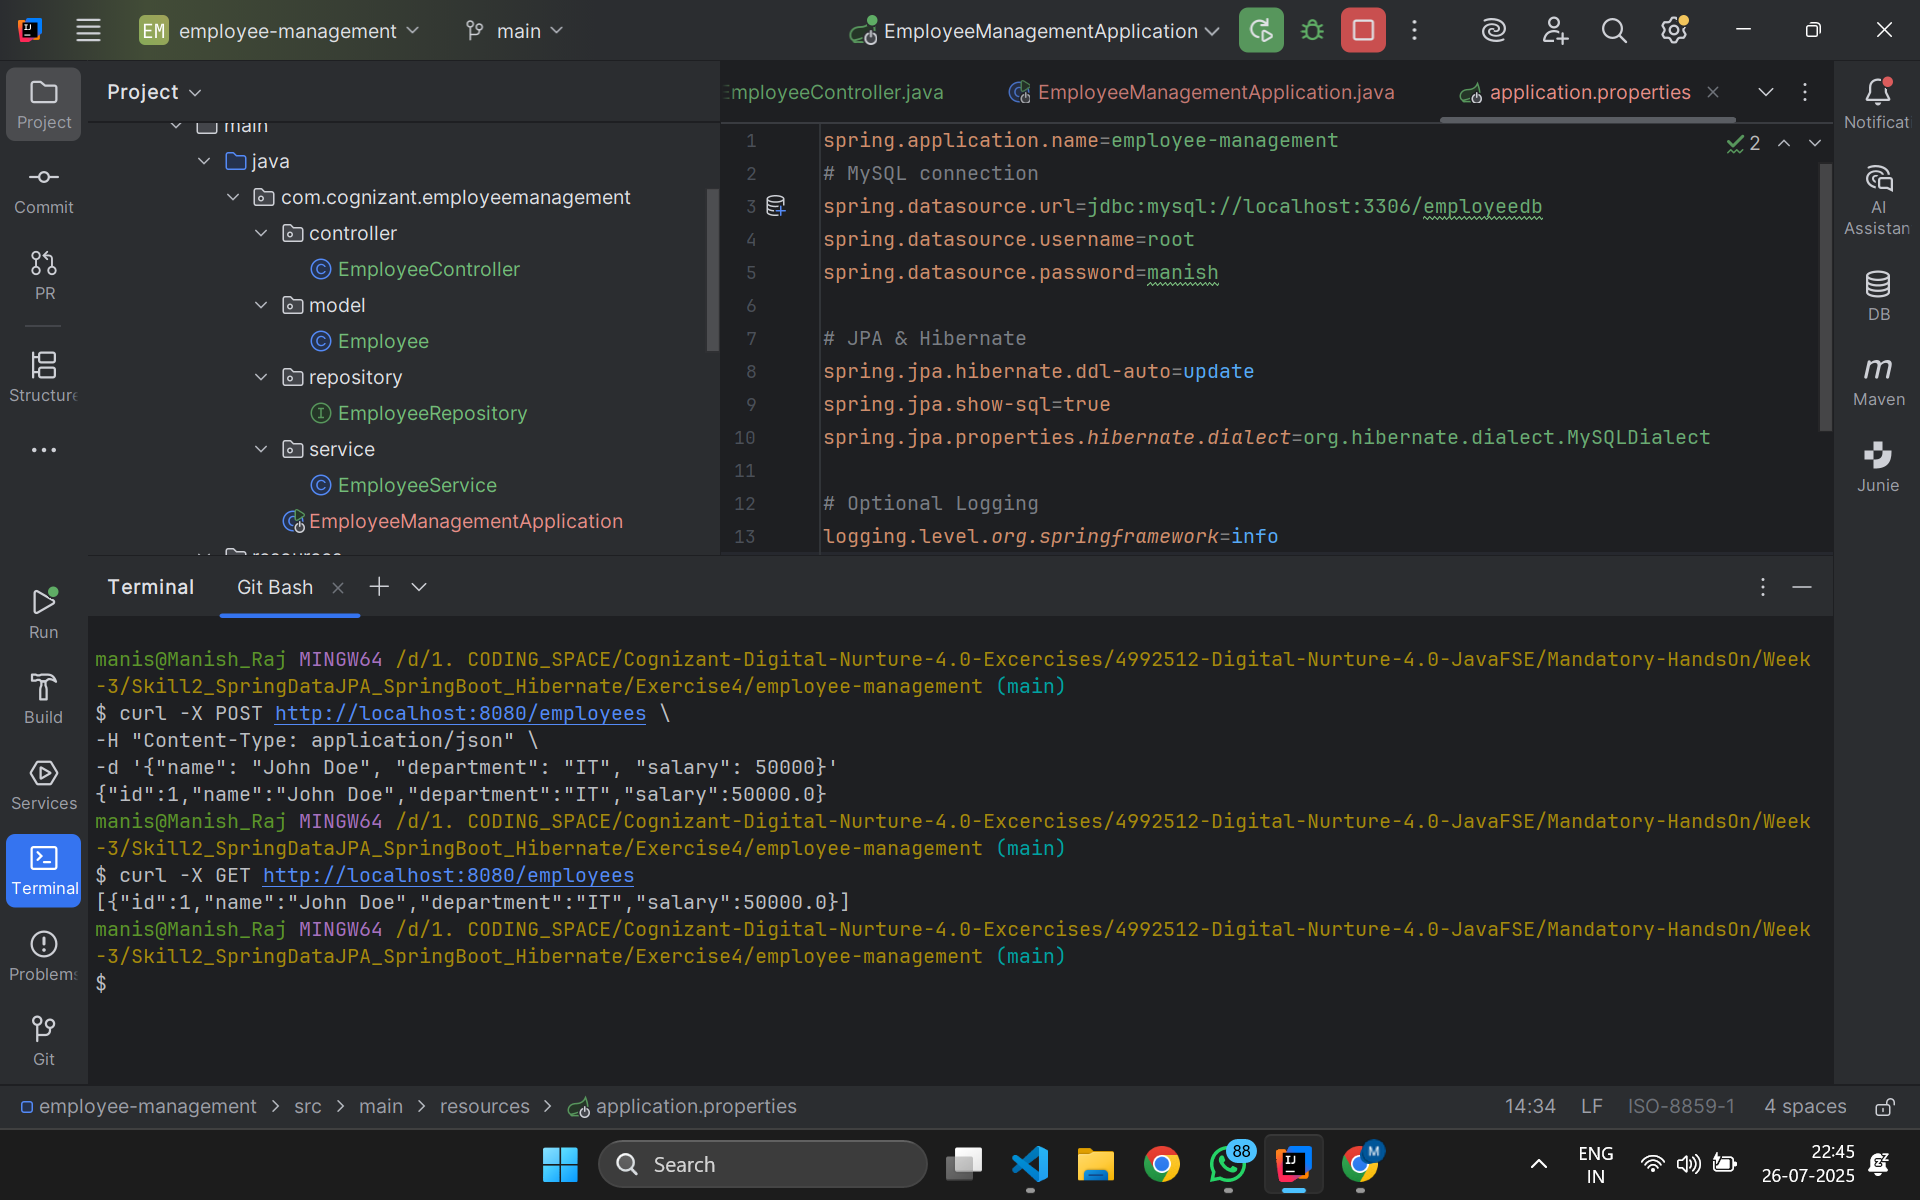 EM employee-management
main
EmployeeManagementApplication
Project
Commit
PR
Structure
Project
main
java
com.cognizant.employeemanagement
controller
EmployeeController
model
Employee
repository
EmployeeRepository
service
EmployeeService
EmployeeManagementApplication
resources
EmployeeController.java
EmployeeManagementApplication.java
application.properties
2
1 spring.application.name=employee-management
2 # MySQL connection
3 spring.datasource.url=jdbc:mysql://localhost:3306/employeedb
4 spring.datasource.username=root
5 spring.datasource.password=manish
6
7 # JPA & Hibernate
8 spring.jpa.hibernate.ddl-auto=update
9 spring.jpa.show-sql=true
10 spring.jpa.properties.hibernate.dialect=org.hibernate.dialect.MySQLDialect
11
12 # Optional Logging
13 logging.level.org.springframework=info
Notificati
AI
Assistan
DB
Maven
Junie
Run
Build
Services
Terminal
Problems
Git
Terminal
Git Bash
manis@Manish_Raj MINGW64 /d/1. CODING_SPACE/Cognizant-Digital-Nurture-4.0-Excercises/4992512-Digital-Nurture-4.0-JavaFSE/Mandatory-HandsOn/Week
-3/Skill2_SpringDataJPA_SpringBoot_Hibernate/Exercise4/employee-management (main)
$ curl -X POST http://localhost:8080/employees \
-H "Content-Type: application/json" \
-d '{"name": "John Doe", "department": "IT", "salary": 50000}'
{"id":1,"name":"John Doe","department":"IT","salary":50000.0}
manis@Manish_Raj MINGW64 /d/1. CODING_SPACE/Cognizant-Digital-Nurture-4.0-Excercises/4992512-Digital-Nurture-4.0-JavaFSE/Mandatory-HandsOn/Week
-3/Skill2_SpringDataJPA_SpringBoot_Hibernate/Exercise4/employee-management (main)
$ curl -X GET http://localhost:8080/employees
[{"id":1,"name":"John Doe","department":"IT","salary":50000.0}]
manis@Manish_Raj MINGW64 /d/1. CODING_SPACE/Cognizant-Digital-Nurture-4.0-Excercises/4992512-Digital-Nurture-4.0-JavaFSE/Mandatory-HandsOn/Week
-3/Skill2_SpringDataJPA_SpringBoot_Hibernate/Exercise4/employee-management (main)
$
employee-management > src > main > resources > application.properties
14:34 LF ISO-8859-1 4 spaces
Search
88
M
ENG
IN
22:45
26-07-2025